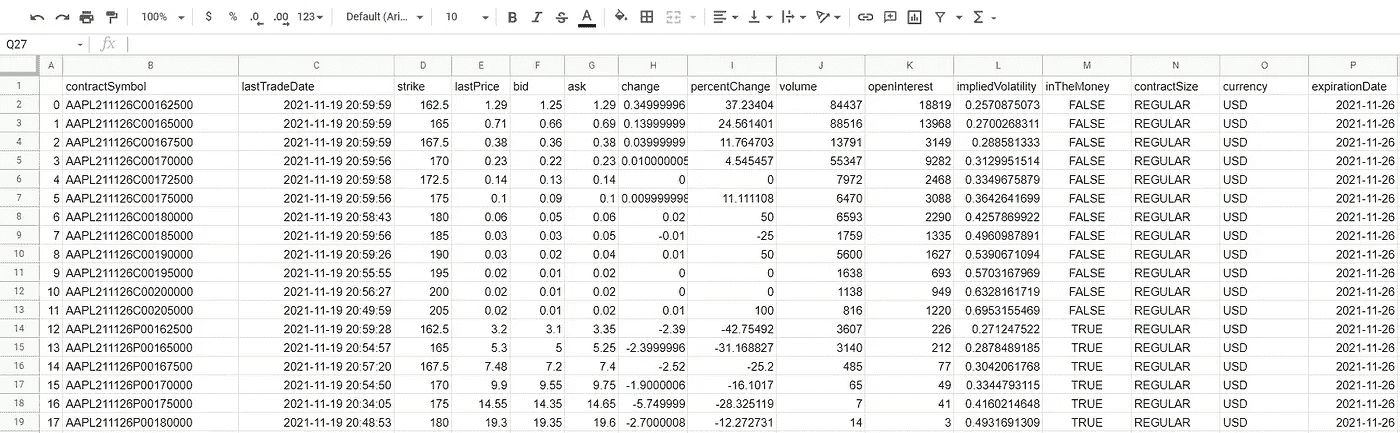 100% $ % .0 .00 123 Default (Ari... 10 B I S A
Q27 fx
A B C D E F G H I J K L M N O P
1 contractSymbol lastTradeDate strike lastPrice bid ask change percentChange volume openInterest impliedVolatility inTheMoney contractSize currency expirationDate
2 0 AAPL211126C00162500 2021-11-19 20:59:59 162.5 1.29 1.25 1.29 0.34999996 37.23404 84437 18819 0.2570875073 FALSE REGULAR USD 2021-11-26
3 1 AAPL211126C00165000 2021-11-19 20:59:59 165 0.71 0.66 0.69 0.13999999 24.561401 88516 13968 0.2700268311 FALSE REGULAR USD 2021-11-26
4 2 AAPL211126C00167500 2021-11-19 20:59:59 167.5 0.38 0.36 0.38 0.03999999 11.764703 13791 3149 0.288581333 FALSE REGULAR USD 2021-11-26
5 3 AAPL211126C00170000 2021-11-19 20:59:56 170 0.23 0.22 0.23 0.010000005 4.545457 55347 9282 0.3129951514 FALSE REGULAR USD 2021-11-26
6 4 AAPL211126C00172500 2021-11-19 20:59:58 172.5 0.14 0.13 0.14 0 0 7972 2468 0.3349675879 FALSE REGULAR USD 2021-11-26
7 5 AAPL211126C00175000 2021-11-19 20:59:56 175 0.1 0.09 0.1 0.009999998 11.111108 6470 3088 0.3642641699 FALSE REGULAR USD 2021-11-26
8 6 AAPL211126C00180000 2021-11-19 20:58:43 180 0.06 0.05 0.06 0.02 50 6593 2290 0.4257869922 FALSE REGULAR USD 2021-11-26
9 7 AAPL211126C00185000 2021-11-19 20:59:56 185 0.03 0.03 0.05 -0.01 -25 1759 1335 0.4960987891 FALSE REGULAR USD 2021-11-26
10 8 AAPL211126C00190000 2021-11-19 20:59:26 190 0.03 0.02 0.04 0.01 50 5600 1627 0.5390671094 FALSE REGULAR USD 2021-11-26
11 9 AAPL211126C00195000 2021-11-19 20:55:55 195 0.02 0.01 0.02 0 0 1638 693 0.5703167969 FALSE REGULAR USD 2021-11-26
12 10 AAPL211126C00200000 2021-11-19 20:56:27 200 0.02 0.01 0.02 0 0 1138 949 0.6328161719 FALSE REGULAR USD 2021-11-26
13 11 AAPL211126C00205000 2021-11-19 20:49:59 205 0.02 0.01 0.02 0.01 100 816 1220 0.6953155469 FALSE REGULAR USD 2021-11-26
14 12 AAPL211126P00162500 2021-11-19 20:59:28 162.5 3.2 3.1 3.35 -2.39 -42.75492 3607 226 0.271247522 TRUE REGULAR USD 2021-11-26
15 13 AAPL211126P00165000 2021-11-19 20:54:57 165 5.3 5 5.25 -2.3999996 -31.168827 3140 212 0.2878489185 TRUE REGULAR USD 2021-11-26
16 14 AAPL211126P00167500 2021-11-19 20:57:20 167.5 7.48 7.2 7.4 -2.52 -25.2 485 77 0.3042061768 TRUE REGULAR USD 2021-11-26
17 15 AAPL211126P00170000 2021-11-19 20:54:50 170 9.9 9.55 9.75 -1.9000006 -16.1017 65 49 0.3344793115 TRUE REGULAR USD 2021-11-26
18 16 AAPL211126P00175000 2021-11-19 20:34:05 175 14.55 14.35 14.65 -5.749999 -28.325119 7 41 0.4160214648 TRUE REGULAR USD 2021-11-26
19 17 AAPL211126P00180000 2021-11-19 20:48:53 180 19.3 19.35 19.6 -2.7000008 -12.272731 14 3 0.4931691309 TRUE REGULAR USD 2021-11-26